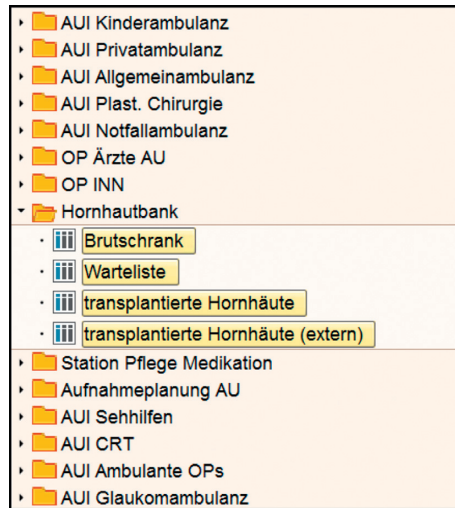 AUI Kinderambulanz
AUI Privatambulanz
AUI Allgemeinambulanz
AUI Plast. Chirurgie
AUI Notfallambulanz
OP Ärzte AU
OP INN
Hornhautbank
Brutschrank
Warteliste
transplantierte Hornhäute
transplantierte Hornhäute (extern)
Station Pflege Medikation
Aufnahmeplanung AU
AUI Sehhilfen
AUI CRT
AUI Ambulante OPs
AUI Glaukomambulanz